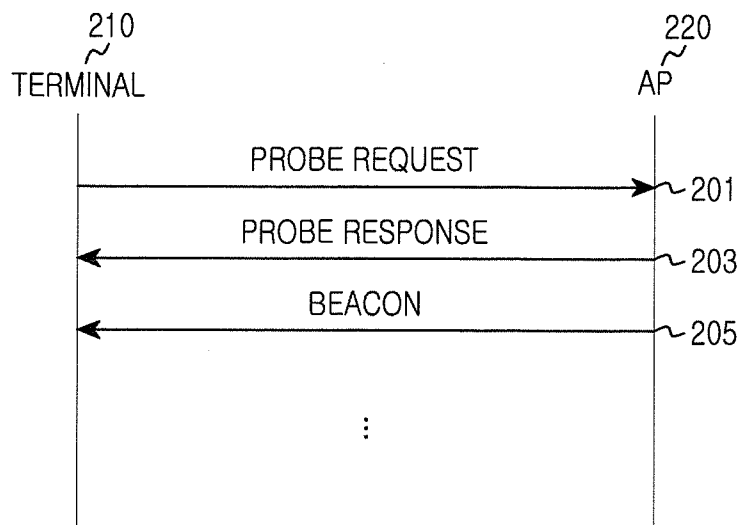 210
220
TERMINAL
AP
PROBE REQUEST
201
PROBE RESPONSE
203
BEACON
205